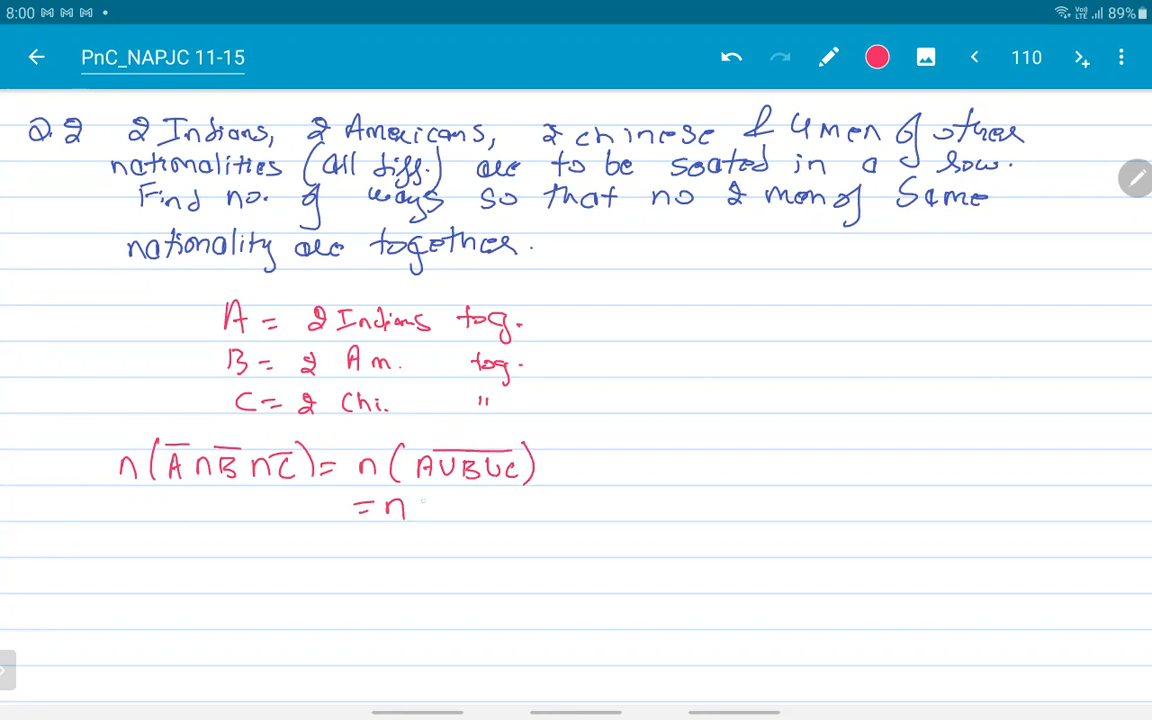 8:00
89%
PnC_NAPJC 11-15
110
Q.2 2 Indians, 2 Americans, 2 chinese & 4 men of other
nationalities (all diff.) are to be seated in a row.
Find no. of ways so that no 2 men of same
nationality are together.
A = 2 Indians tog.
B = 2 Am. tog.
C = 2 Chi. "
n(A̅ ∩ B̅ ∩ C̅) = n(A̅∪̅B̅∪̅C̅)
= n